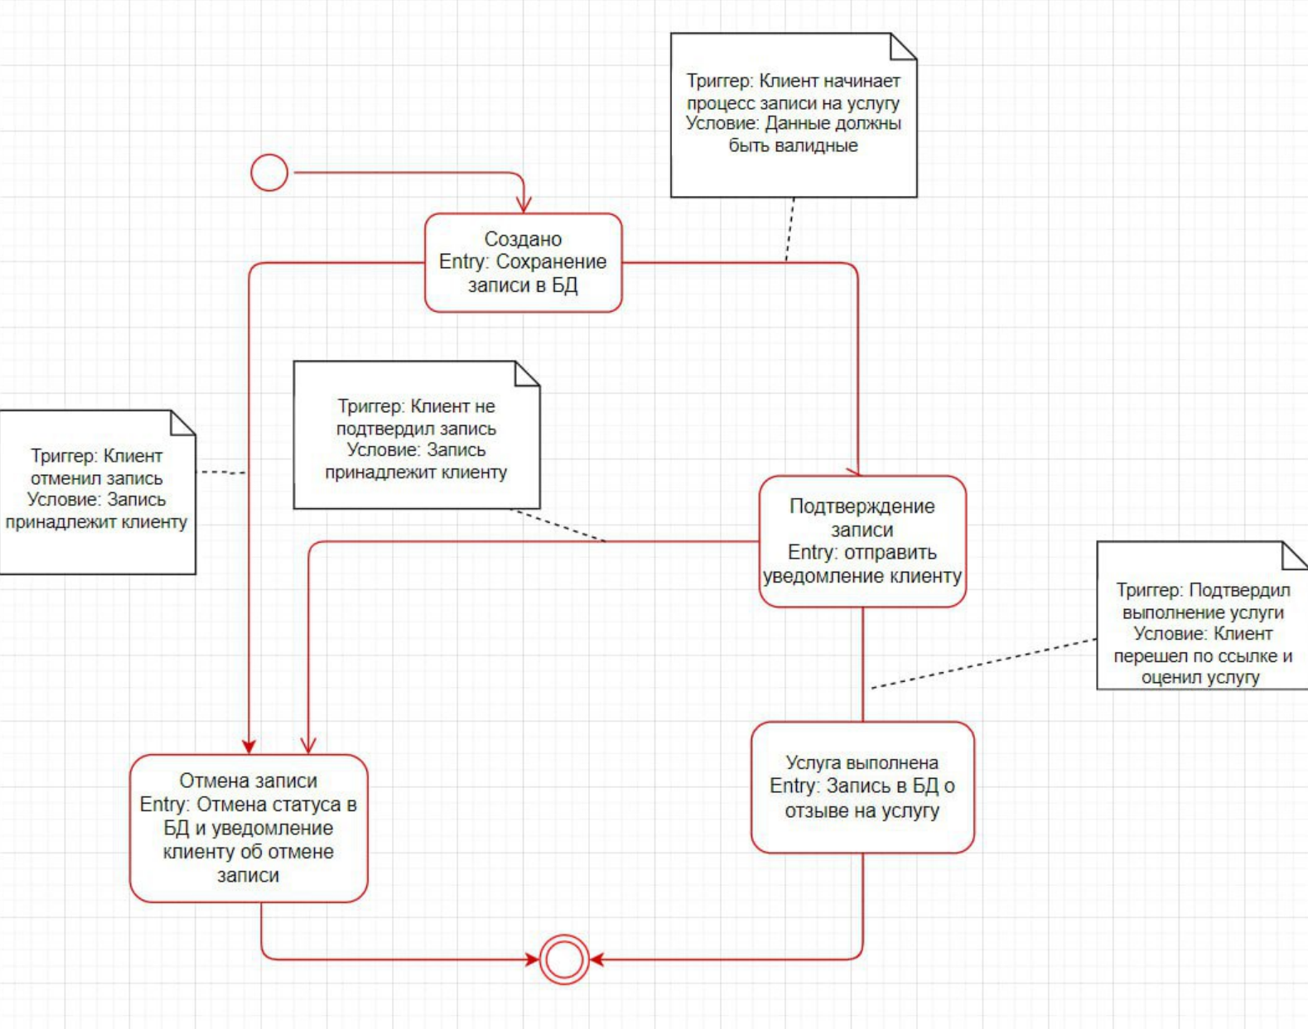 Триггер: Клиент начинает
процесс записи на услугу
Условие: Данные должны
быть валидные
Создано
Entry: Сохранение
записи в БД
Триггер: Клиент не
подтвердил запись
Условие: Запись
принадлежит клиенту
Триггер: Клиент
отменил запись
Условие: Запись
принадлежит клиенту
Подтверждение
записи
Entry: отправить
уведомление клиенту
Триггер: Подтвердил
выполнение услуги
Условие: Клиент
перешел по ссылке и
оценил услугу
Услуга выполнена
Entry: Запись в БД о
отзыве на услугу
Отмена записи
Entry: Отмена статуса в
БД и уведомление
клиенту об отмене
записи